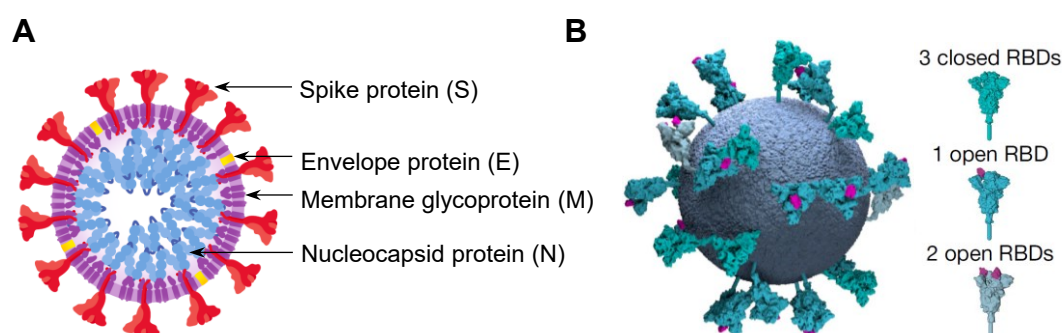 A
Spike protein (S)
Envelope protein (E)
Membrane glycoprotein (M)
Nucleocapsid protein (N)
B
3 closed RBDs
1 open RBD
2 open RBDs